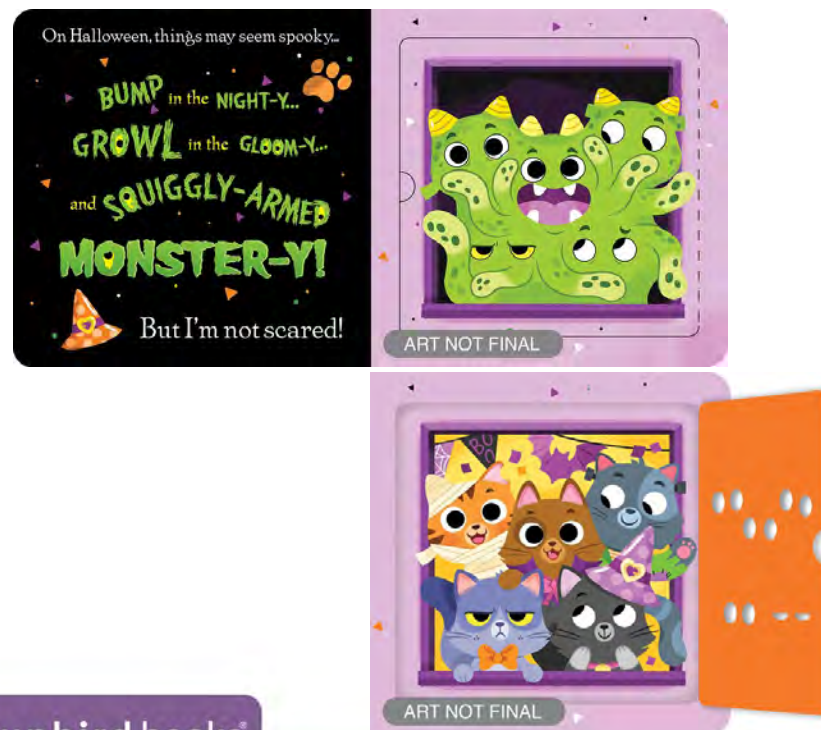 On Halloween, things may seem spooky...
BUMP in the NIGHT-Y...
GROWL in the GLOOM-Y...
and SQUIGGLY-ARMED
MONSTER-Y!
But I'm not scared!
ART NOT FINAL
BOO
ART NOT FINAL
books®